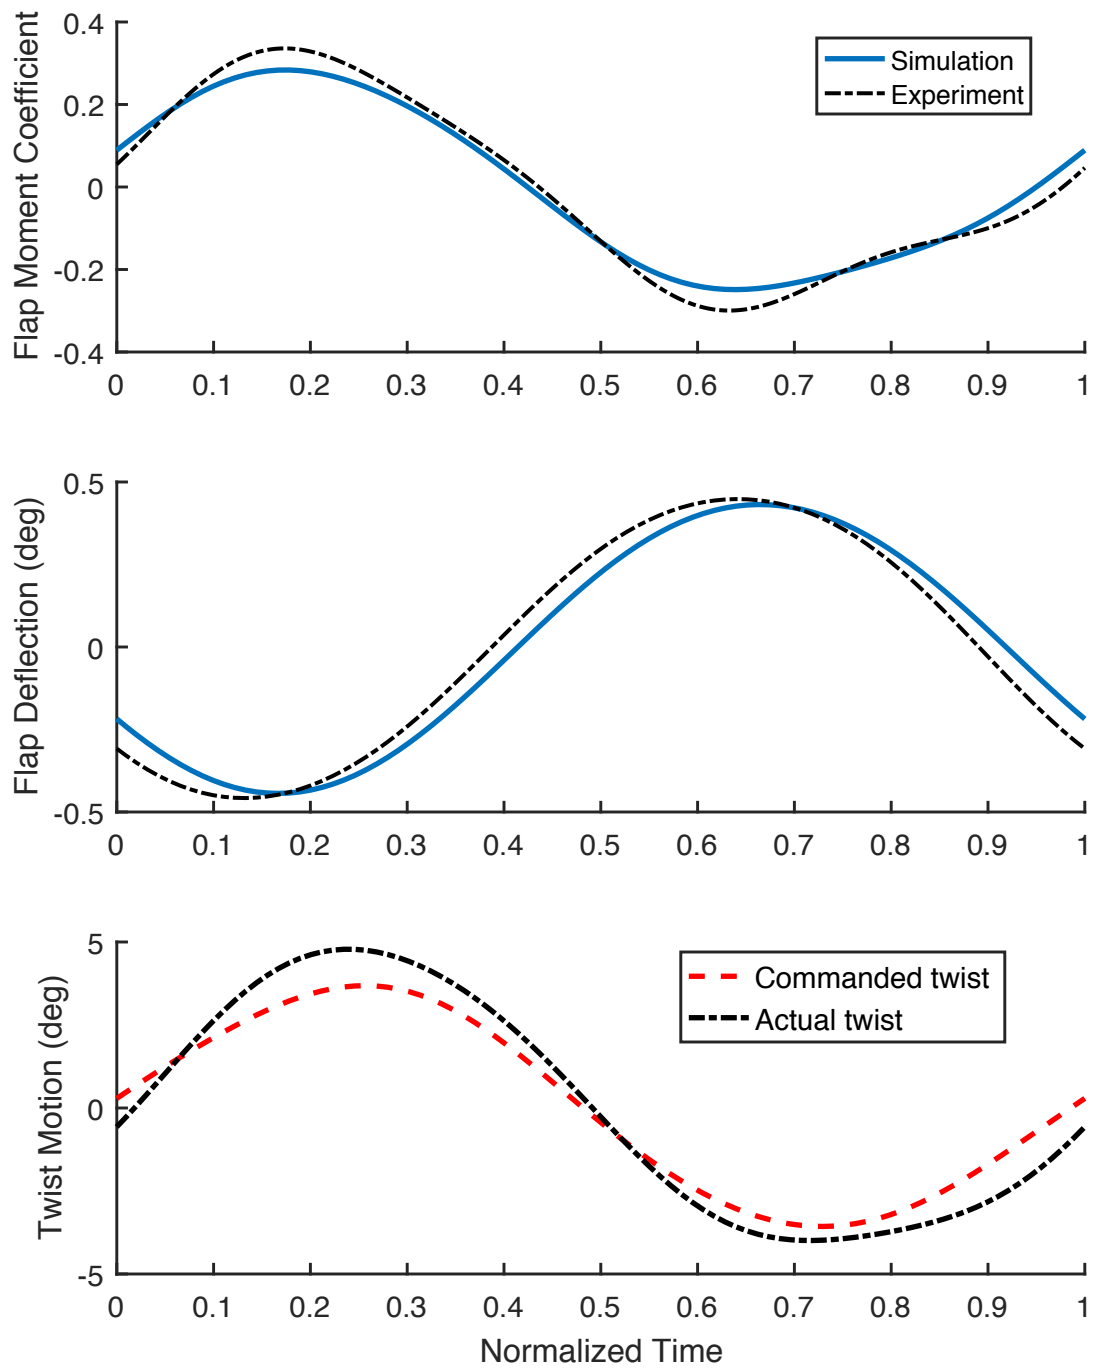 Flap Moment Coefficient
0.4
0.2
0
-0.2
-0.4
Simulation
Experiment
0 0.1 0.2 0.3 0.4 0.5 0.6 0.7 0.8 0.9 1
Flap Deflection (deg)
0.5
0
-0.5
0 0.1 0.2 0.3 0.4 0.5 0.6 0.7 0.8 0.9 1
Twist Motion (deg)
5
0
-5
Commanded twist
Actual twist
0 0.1 0.2 0.3 0.4 0.5 0.6 0.7 0.8 0.9 1
Normalized Time